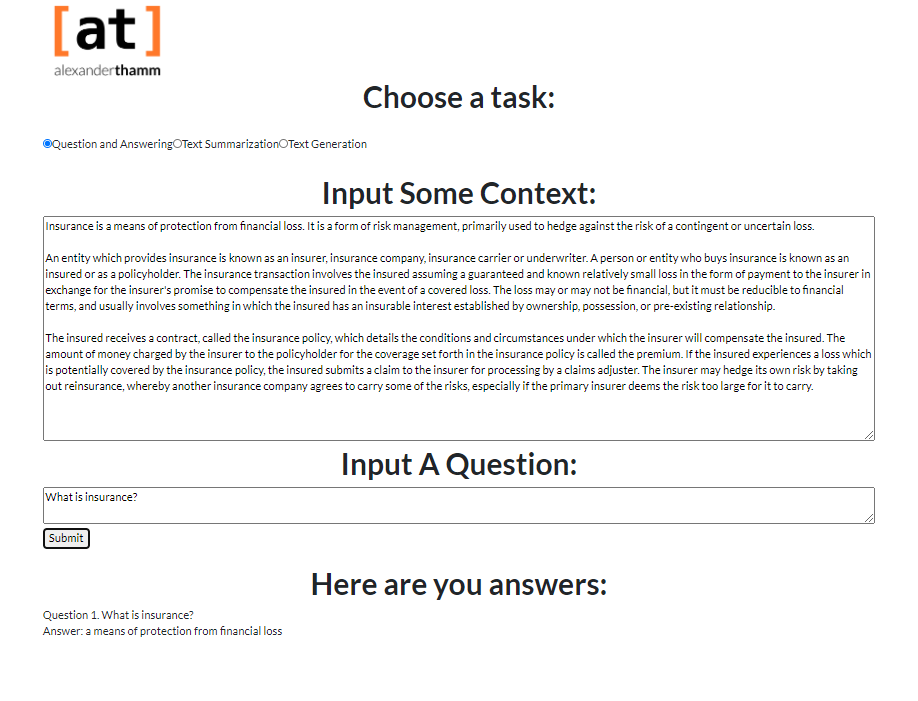 [at]
alexanderthamm
Choose a task:
Question and Answering Text Summarization Text Generation
Input Some Context:
Insurance is a means of protection from financial loss. It is a form of risk management, primarily used to hedge against the risk of a contingent or uncertain loss.
An entity which provides insurance is known as an insurer, insurance company, insurance carrier or underwriter. A person or entity who buys insurance is known as an
insured or as a policyholder. The insurance transaction involves the insured assuming a guaranteed and known relatively small loss in the form of payment to the insurer in
exchange for the insurer's promise to compensate the insured in the event of a covered loss. The loss may or may not be financial, but it must be reducible to financial
terms, and usually involves something in which the insured has an insurable interest established by ownership, possession, or pre-existing relationship.
The insured receives a contract, called the insurance policy, which details the conditions and circumstances under which the insurer will compensate the insured. The
amount of money charged by the insurer to the policyholder for the coverage set forth in the insurance policy is called the premium. If the insured experiences a loss which
is potentially covered by the insurance policy, the insured submits a claim to the insurer for processing by a claims adjuster. The insurer may hedge its own risk by taking
out reinsurance, whereby another insurance company agrees to carry some of the risks, especially if the primary insurer deems the risk too large for it to carry.
Input A Question:
What is insurance?
Submit
Here are you answers:
Question 1. What is insurance?
Answer: a means of protection from financial loss